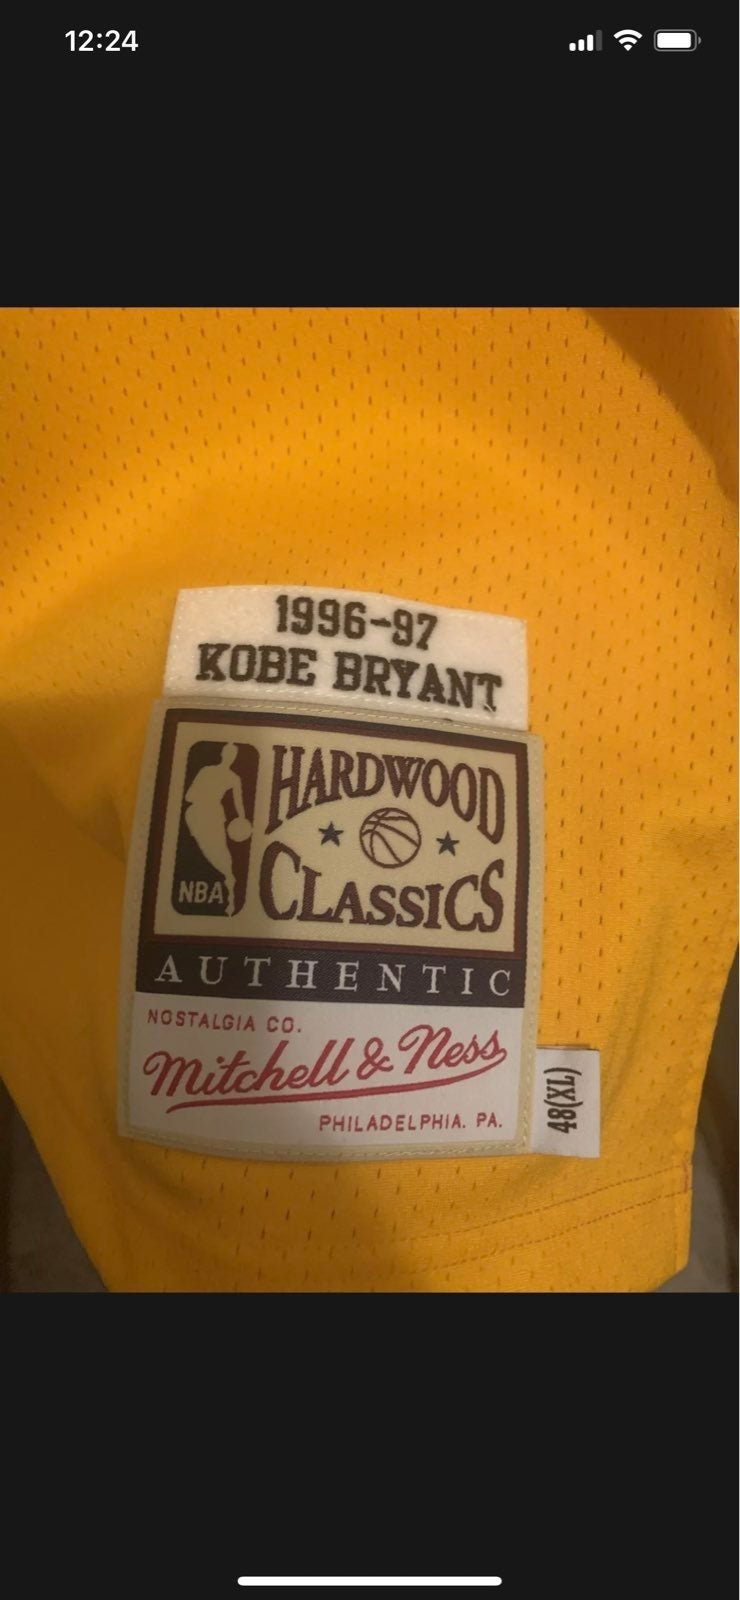 12:24
1996-97
KOBE BRYANT
HARDWOOD
CLASSICS
NBA
AUTHENTIC
NOSTALGIA CO.
Mitchell & Ness
PHILADELPHIA. PA.
48(XL)